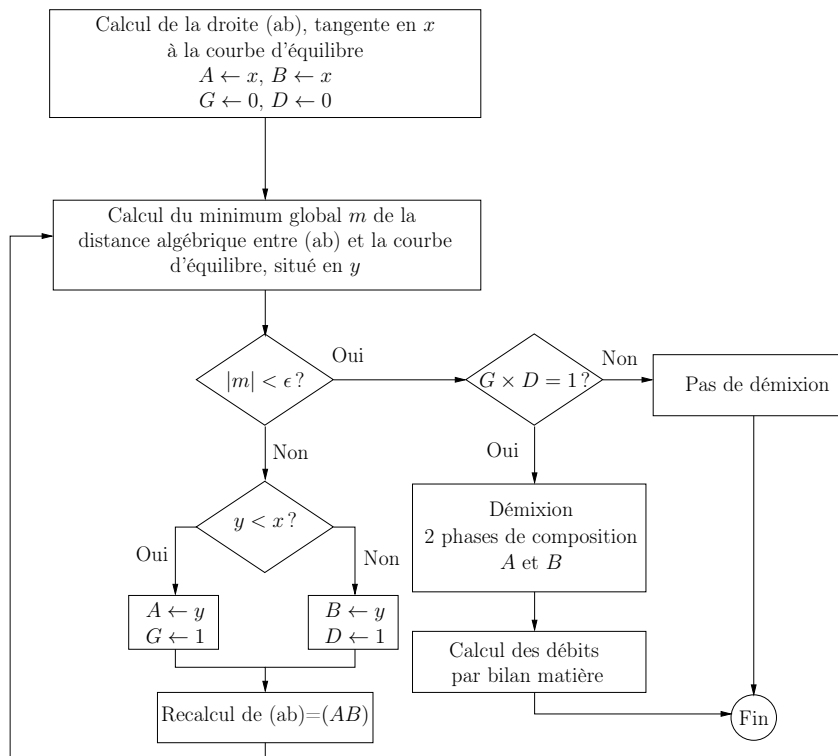 Calcul de la droite (ab), tangente en x
à la courbe d'équilibre
A ← x, B ← x
G ← 0, D ← 0
Calcul du minimum global m de la
distance algébrique entre (ab) et la courbe
d'équilibre, situé en y
|m| < ϵ ?
Oui
G × D = 1 ?
Non
Pas de démixion
Non
Oui
y < x ?
Démixion
2 phases de composition
A et B
Oui
Non
A ← y
G ← 1
B ← y
D ← 1
Calcul des débits
par bilan matière
Recalcul de (ab)=(AB)
Fin